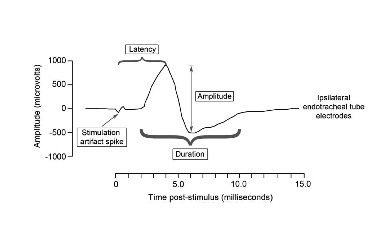 Latency
1000
500
0
-500
-1000
Amplitude (microvolts)
Amplitude
Stimulation
artifact spike
Duration
Ipsilateral
endotracheal tube
electrodes
0
5.0
10.0
15.0
Time post-stimulus (milliseconds)